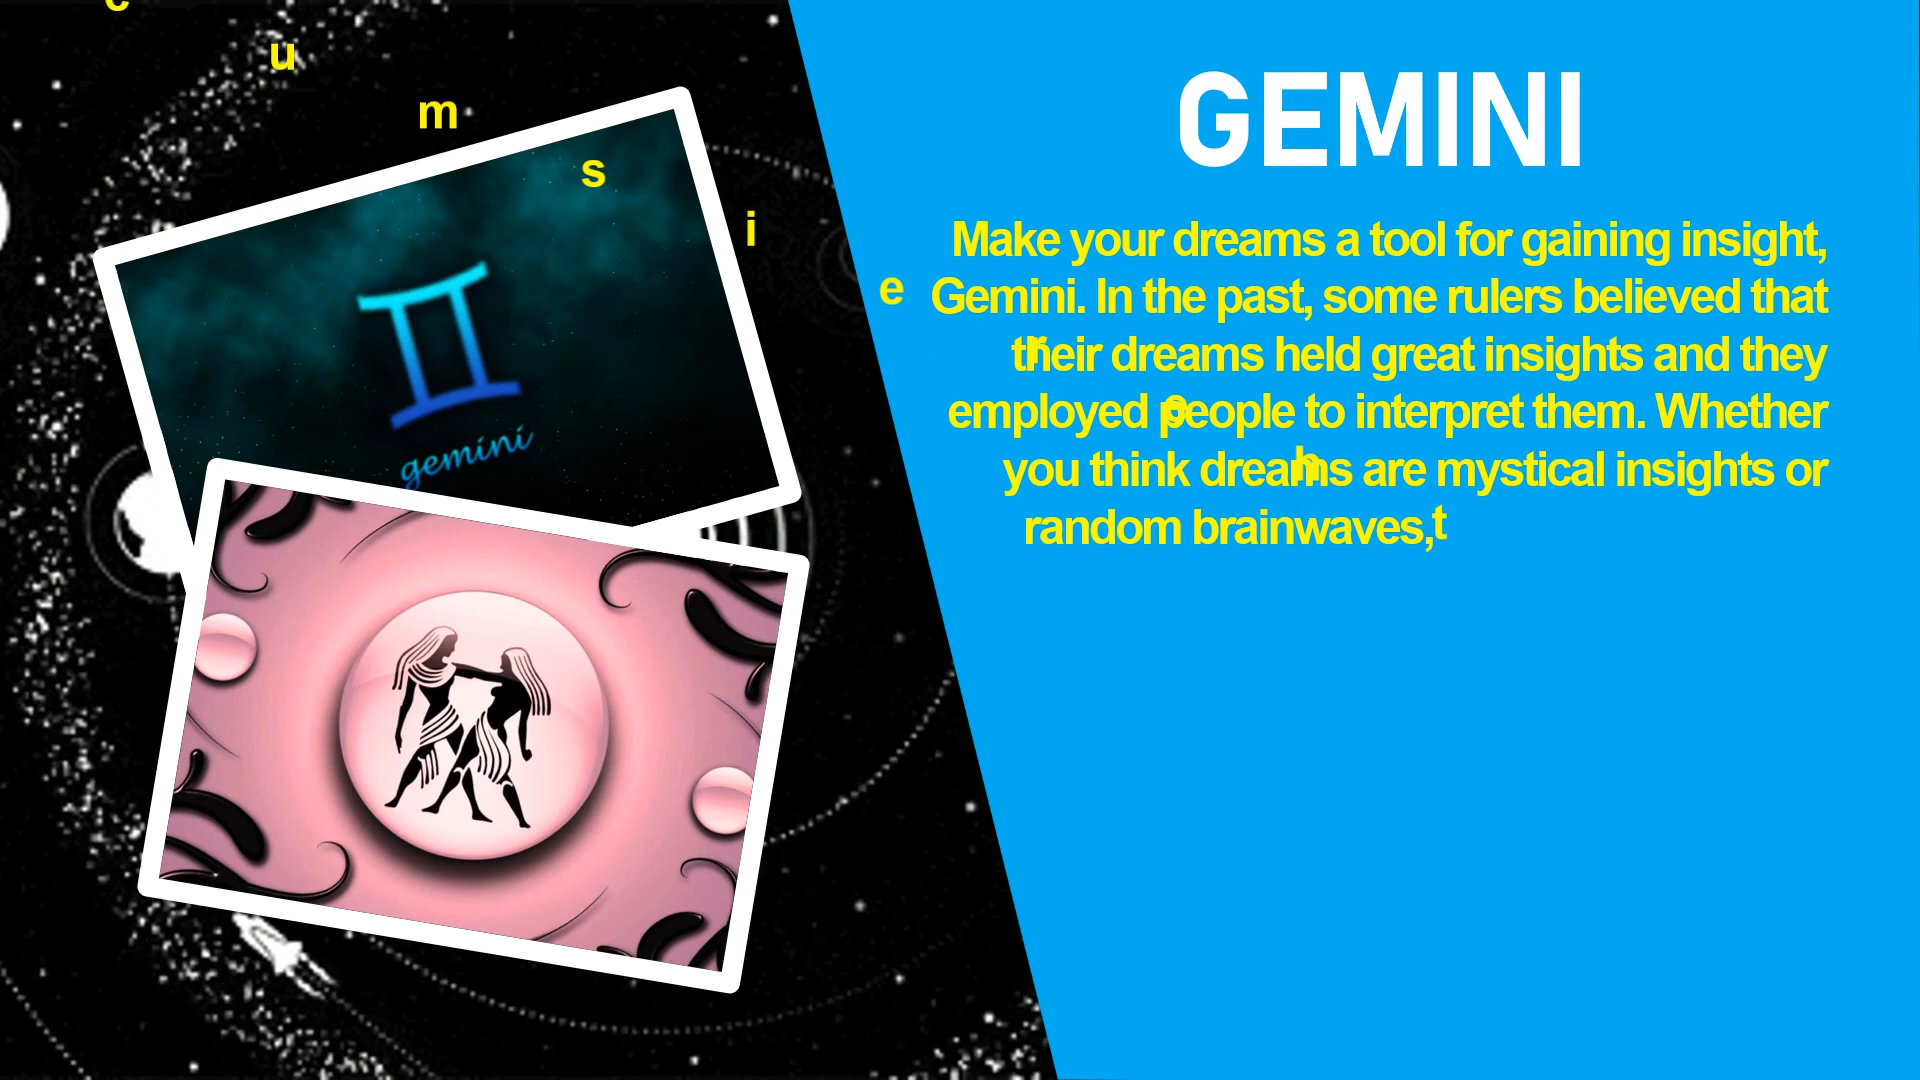 GEMINI
Make your dreams a tool for gaining insight,
Gemini. In the past, some rulers believed that
their dreams held great insights and they
employed people to interpret them. Whether
you think dreams are mystical insights or
random brainwaves,t
h
e
r
e
i
s
m
u
c
gemini